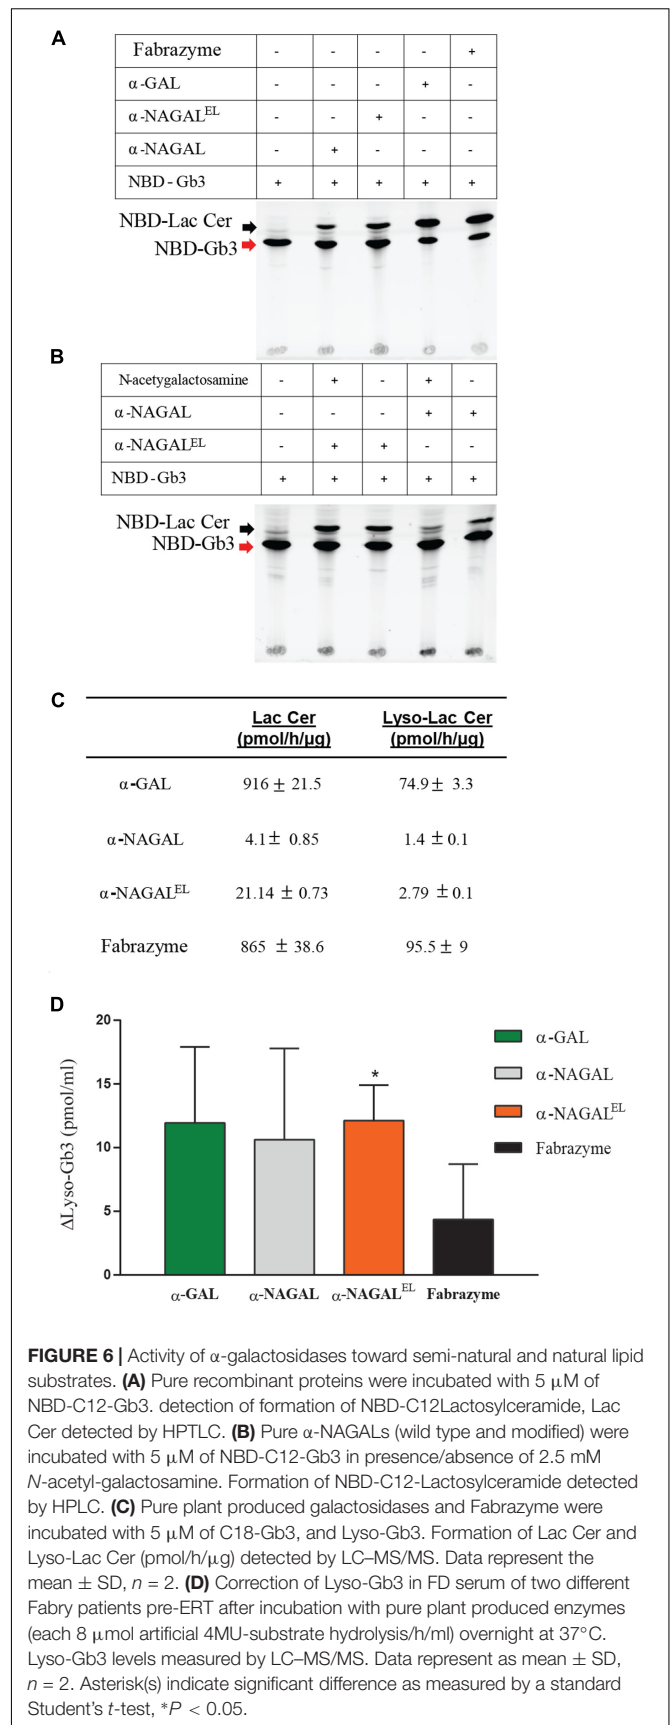 A
Fabrazyme - - - - +
α-GAL - - - + -
α-NAGAL^EL - - + - -
α-NAGAL - + - - -
NBD-Gb3 + + + + +
NBD-Lac Cer
NBD-Gb3
B
N-acetygalactosamine - + - + -
α-NAGAL - - - + +
α-NAGAL^EL - + + - -
NBD-Gb3 + + + + +
NBD-Lac Cer
NBD-Gb3
C
Lac Cer Lyso-Lac Cer
(pmol/h/µg) (pmol/h/µg)
α-GAL 916 ± 21.5 74.9 ± 3.3
α-NAGAL 4.1 ± 0.85 1.4 ± 0.1
α-NAGAL^EL 21.14 ± 0.73 2.79 ± 0.1
Fabrazyme 865 ± 38.6 95.5 ± 9
D
ΔLyso-Gb3 (pmol/ml)
20
15
10
5
0
*
α-GAL
α-NAGAL
α-NAGAL^EL
Fabrazyme
α-GAL α-NAGAL α-NAGAL^EL Fabrazyme
FIGURE 6 | Activity of α-galactosidases toward semi-natural and natural lipid
substrates. (A) Pure recombinant proteins were incubated with 5 µM of
NBD-C12-Gb3. detection of formation of NBD-C12Lactosylceramide, Lac
Cer detected by HPTLC. (B) Pure α-NAGALs (wild type and modified) were
incubated with 5 µM of NBD-C12-Gb3 in presence/absence of 2.5 mM
N-acetyl-galactosamine. Formation of NBD-C12-Lactosylceramide detected
by HPLC. (C) Pure plant produced galactosidases and Fabrazyme were
incubated with 5 µM of C18-Gb3, and Lyso-Gb3. Formation of Lac Cer and
Lyso-Lac Cer (pmol/h/µg) detected by LC–MS/MS. Data represent the
mean ± SD, n = 2. (D) Correction of Lyso-Gb3 in FD serum of two different
Fabry patients pre-ERT after incubation with pure plant produced enzymes
(each 8 µmol artificial 4MU-substrate hydrolysis/h/ml) overnight at 37°C.
Lyso-Gb3 levels measured by LC–MS/MS. Data represent as mean ± SD,
n = 2. Asterisk(s) indicate significant difference as measured by a standard
Student's t-test, *P < 0.05.